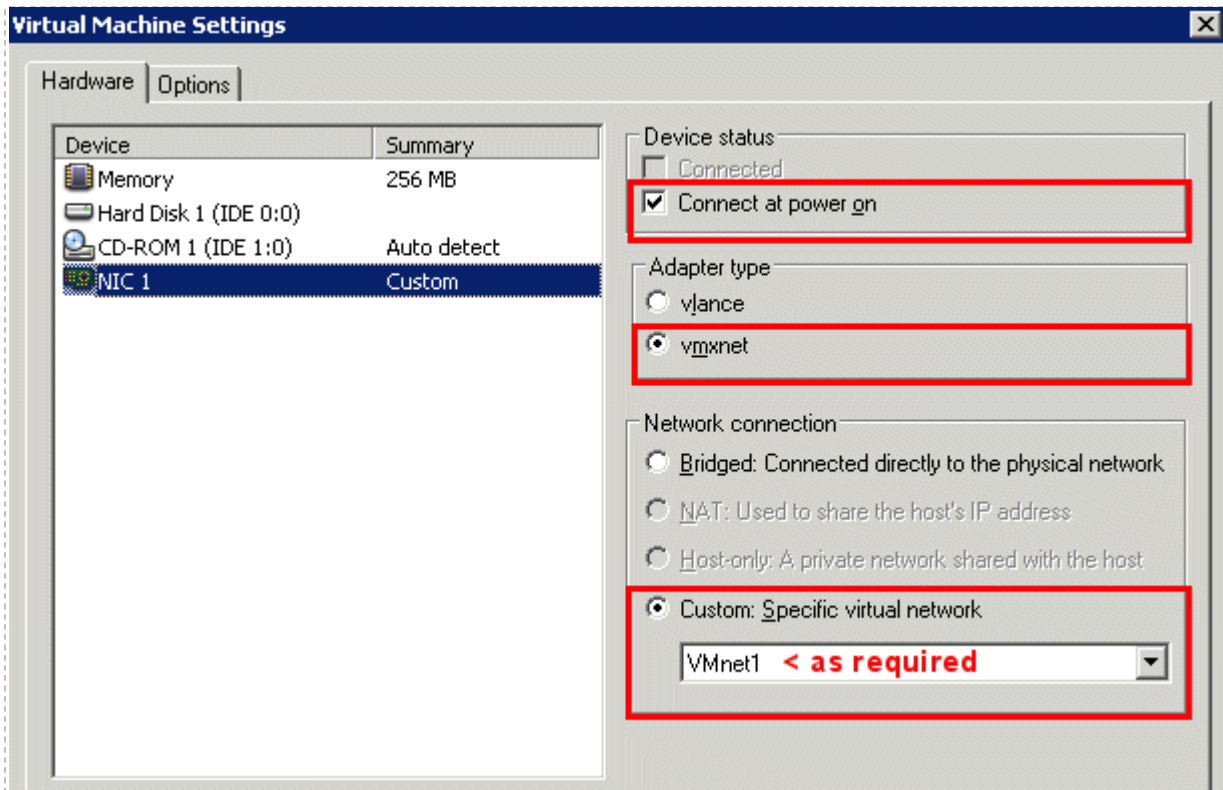 Virtual Machine Settings
Hardware
Options
Device
Summary
Memory
256 MB
Hard Disk 1 (IDE 0:0)
CD-ROM 1 (IDE 1:0)
Auto detect
NIC 1
Custom
Device status
Connected
Connect at power on
Adapter type
vlance
vmxnet
Network connection
Bridged: Connected directly to the physical network
NAT: Used to share the host's IP address
Host-only: A private network shared with the host
Custom: Specific virtual network
VMnet1 < as required